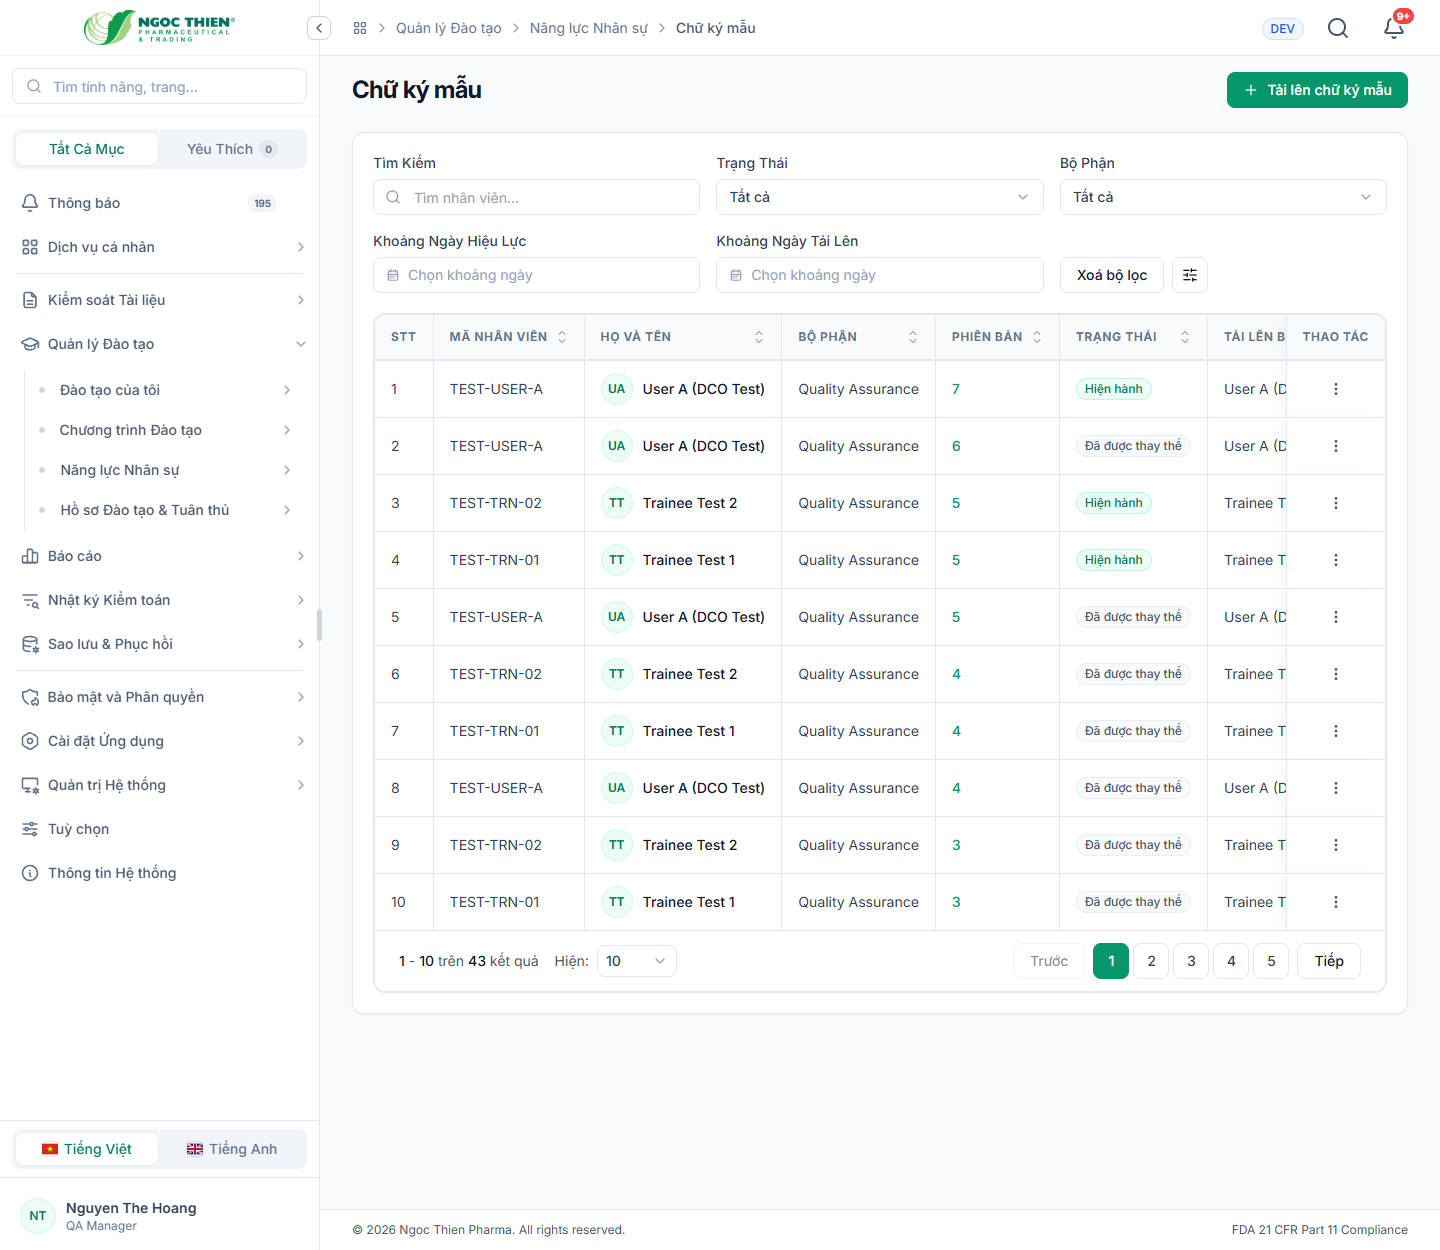 NGOC THIEN
PHARMACEUTICAL
& TRADING
Quản lý Đào tạo
Năng lực Nhân sự
Chữ ký mẫu
DEV
9+
Tìm tính năng, trang...
Tất Cả Mục
Yêu Thích 0
Thông báo 195
Dịch vụ cá nhân
Kiểm soát Tài liệu
Quản lý Đào tạo
Đào tạo của tôi
Chương trình Đào tạo
Năng lực Nhân sự
Hồ sơ Đào tạo & Tuân thủ
Báo cáo
Nhật ký Kiểm toán
Sao lưu & Phục hồi
Bảo mật và Phân quyền
Cài đặt Ứng dụng
Quản trị Hệ thống
Tuỳ chọn
Thông tin Hệ thống
Tiếng Việt
Tiếng Anh
NT
Nguyen The Hoang
QA Manager
Chữ ký mẫu
Tải lên chữ ký mẫu
Tìm Kiếm
Trạng Thái
Bộ Phận
Tìm nhân viên...
Tất cả
Tất cả
Khoảng Ngày Hiệu Lực
Khoảng Ngày Tải Lên
Chọn khoảng ngày
Chọn khoảng ngày
Xoá bộ lọc
STT MÃ NHÂN VIÊN HỌ VÀ TÊN BỘ PHẬN PHIÊN BẢN TRẠNG THÁI TẢI LÊN B THAO TÁC
1 TEST-USER-A UA User A (DCO Test) Quality Assurance 7 Hiện hành User A (D
2 TEST-USER-A UA User A (DCO Test) Quality Assurance 6 Đã được thay thế User A (D
3 TEST-TRN-02 TT Trainee Test 2 Quality Assurance 5 Hiện hành Trainee T
4 TEST-TRN-01 TT Trainee Test 1 Quality Assurance 5 Hiện hành Trainee T
5 TEST-USER-A UA User A (DCO Test) Quality Assurance 5 Đã được thay thế User A (D
6 TEST-TRN-02 TT Trainee Test 2 Quality Assurance 4 Đã được thay thế Trainee T
7 TEST-TRN-01 TT Trainee Test 1 Quality Assurance 4 Đã được thay thế Trainee T
8 TEST-USER-A UA User A (DCO Test) Quality Assurance 4 Đã được thay thế User A (D
9 TEST-TRN-02 TT Trainee Test 2 Quality Assurance 3 Đã được thay thế Trainee T
10 TEST-TRN-01 TT Trainee Test 1 Quality Assurance 3 Đã được thay thế Trainee T
1 - 10 trên 43 kết quả Hiện: 10
Trước 1 2 3 4 5 Tiếp
© 2026 Ngoc Thien Pharma. All rights reserved.
FDA 21 CFR Part 11 Compliance